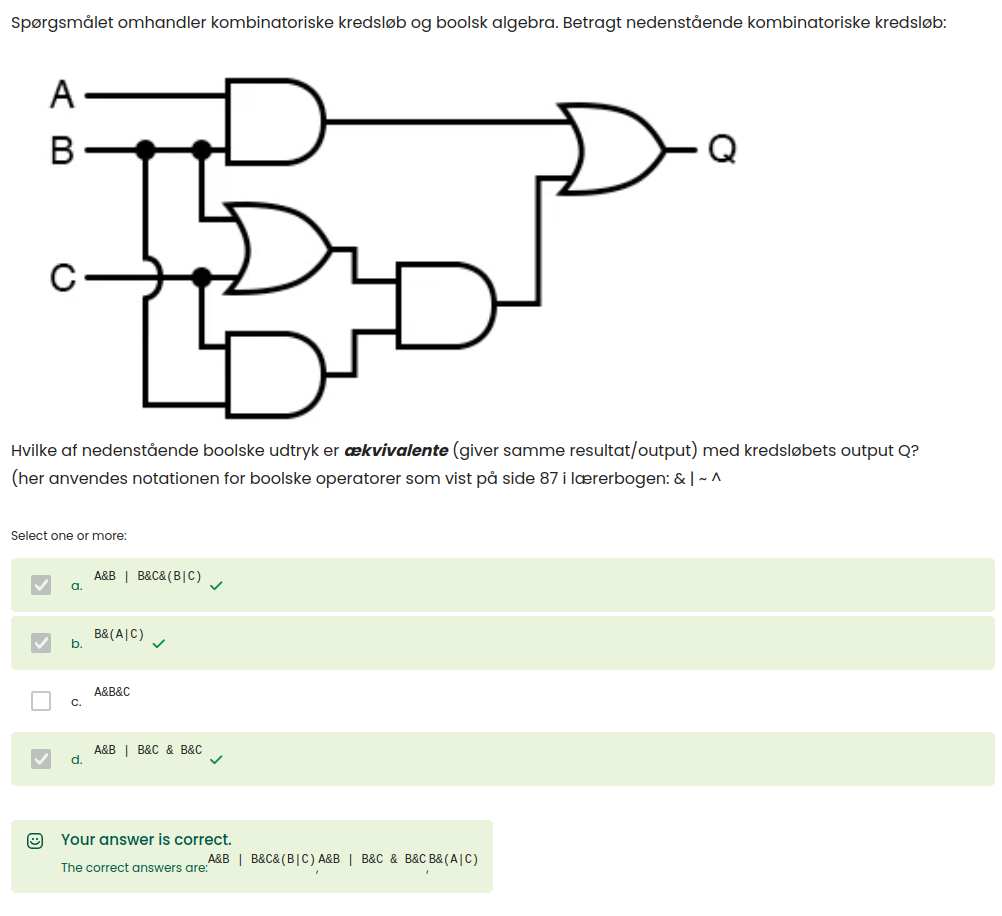 Spørgsmålet omhandler kombinatoriske kredsløb og boolsk algebra. Betragt nedenstående kombinatoriske kredsløb:
A
B
Q
C
Hvilke af nedenstående boolske udtryk er ækvivalente (giver samme resultat/output) med kredsløbets output Q?
(her anvendes notationen for boolske operatorer som vist på side 87 i lærerbogen: & | ~ ^
Select one or more:
a. A&B | B&C&(B|C)
b. B&(A|C)
c. A&B&C
d. A&B | B&C & B&C
Your answer is correct.
The correct answers are: A&B | B&C&(B|C), A&B | B&C & B&C, B&(A|C)